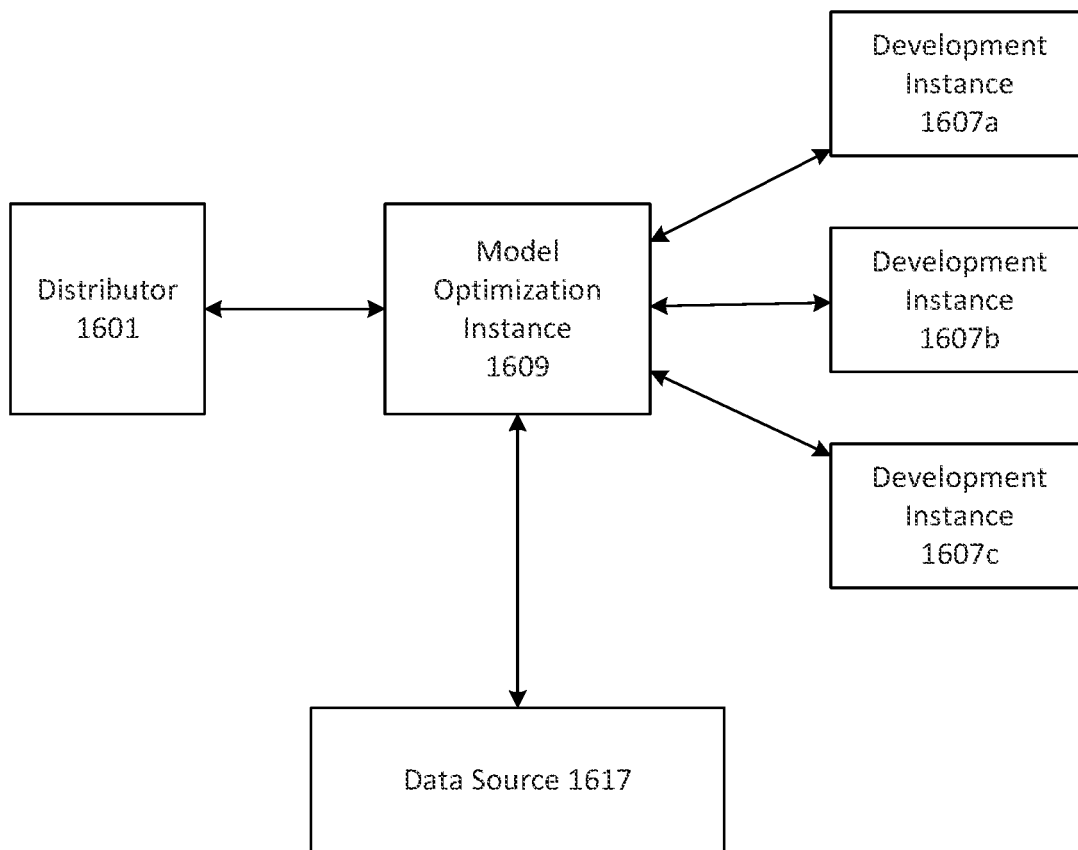 Development
Instance
1607a
Distributor
1601
Model
Optimization
Instance
1609
Development
Instance
1607b
Development
Instance
1607c
Data Source 1617